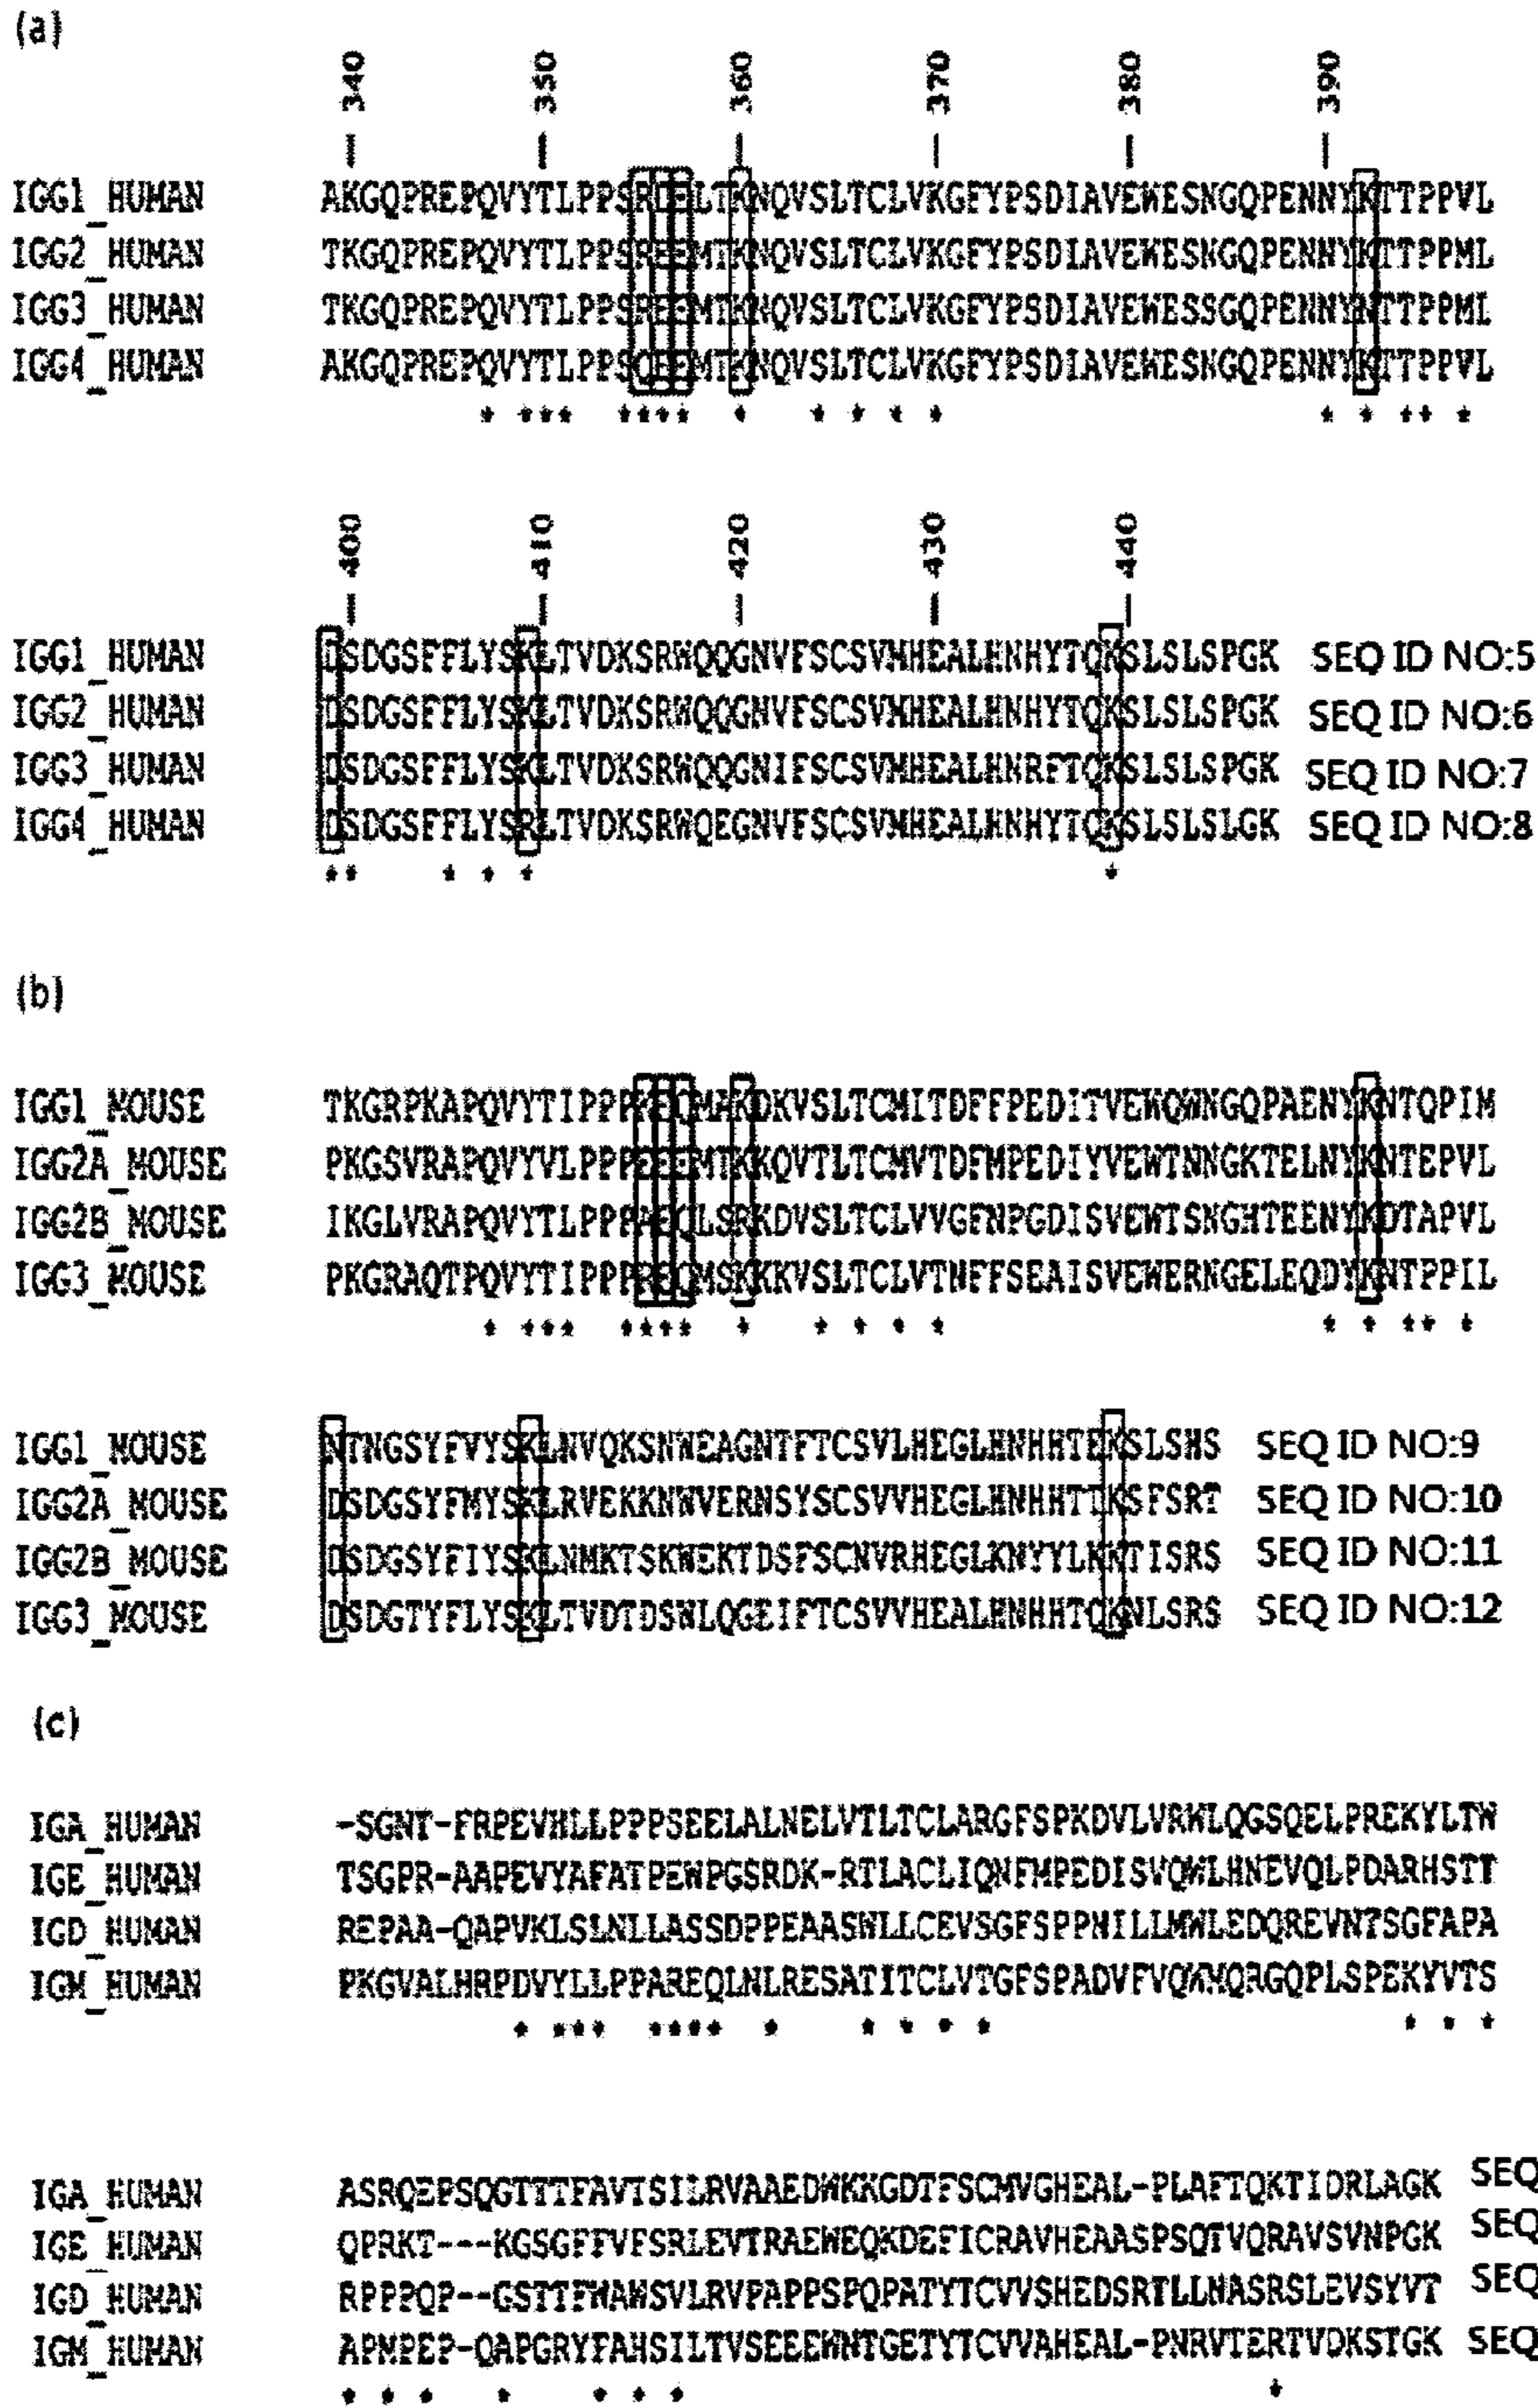 (a)
340 350 360 370 380 390
IGG1_HUMAN AKGQPREPQVYTLPPSRDELTKNQVSLTCLVKGFYPSDIAVEWESNGQPENNYKTTPPVL
IGG2_HUMAN TKGQPREPQVYTLPPSREEMTKNQVSLTCLVKGFYPSDIAVEWESNGQPENNYKTTPPML
IGG3_HUMAN TKGQPREPQVYTLPPSREEMTKNQVSLTCLVKGFYPSDIAVEWESSGQPENNYNTTPPML
IGG4_HUMAN AKGQPREPQVYTLPPSQEEMTKNQVSLTCLVKGFYPSDIAVEWESNGQPENNYKTTPPVL
* *** **** * * * * * * * ** *
400 410 420 430 440
IGG1_HUMAN DSDGSFFLYSKLTVDKSRWQQGNVFSCSVMHEALHNHYTQKSLSLSPGK SEQ ID NO:5
IGG2_HUMAN DSDGSFFLYSKLTVDKSRWQQGNVFSCSVMHEALHNHYTQKSLSLSPGK SEQ ID NO:6
IGG3_HUMAN DSDGSFFLYSKLTVDKSRWQQGNIFSCSVMHEALHNRFTQKSLSLSPGK SEQ ID NO:7
IGG4_HUMAN DSDGSFFLYSRLTVDKSRWQEGNVFSCSVMHEALHNHYTQKSLSLSLGK SEQ ID NO:8
** * * * *
(b)
IGG1_MOUSE TKGRPKAPQVYTIPPPKEQMAKDKVSLTCMITDFFPEDITVEWQWNGQPAENYKNTQPIM
IGG2A_MOUSE PKGSVRAPQVYVLPPPEEEMTKKQVTLTCMVTDFMPEDIYVEWTNNGKTELNYKNTEPVL
IGG2B_MOUSE IKGLVRAPQVYTLPPPAEQLSRKDVSLTCLVVGFNPGDISVEWTSNGHTEENYKDTAPVL
IGG3_MOUSE PKGRAQTPQVYTIPPPREQMSKKKVSLTCLVTNFFSEAISVEWERNGELEQDYKNTPPIL
* *** **** * * * * * * * ** *
IGG1_MOUSE NTNGSYFVYSKLNVQKSNWEAGNTFTCSVLHEGLHNHHTEKSLSHS SEQ ID NO:9
IGG2A_MOUSE DSDGSYFMYSKLRVEKKNWVERNSYSCSVVHEGLHNHHTTKSFSRT SEQ ID NO:10
IGG2B_MOUSE DSDGSYFIYSKLNMKTSKWEKTDSFSCNVRHEGLKNYYLKKTISRS SEQ ID NO:11
IGG3_MOUSE DSDGTYFLYSKLTVDTDSWLQGEIFTCSVVHEALHNHHTQKNLSRS SEQ ID NO:12
(c)
IGA_HUMAN -SGNT-FRPEVHLLPPPSEELALNELVTLTCLARGFSPKDVLVRWLQGSQELPREKYLTW
IGE_HUMAN TSGPR-AAPEVYAFATPEWPGSRDK-RTLACLIQNFMPEDISVQWLHNEVQLPDARHSTT
IGD_HUMAN REPAA-QAPVKLSLNLLASSDPPEAASWLLCEVSGFSPPNILLMWLEDQREVNTSGFAPA
IGM_HUMAN PKGVALHRPDVYLLPPAREQLNLRESATITCLVTGFSPADVFVQWMQRGQPLSPEKYVTS
* *** **** * * * * * * * *
IGA_HUMAN ASRQEPSQGTTTFAVTSILRVAAEDWKKGDTFSCMVGHEAL-PLAFTQKTIDRLAGK SEQ
IGE_HUMAN QPRKT---KGSGFFVFSRLEVTRAEWEQKDEFICRAVHEAASPSQTVQRAVSVNPGK SEQ
IGD_HUMAN RPPPQP--GSTTFWAWSVLRVPAPPSPQPATYTCVVSHEDSRTLLNASRSLEVSYVT SEQ
IGM_HUMAN APMPEP-QAPGRYFAHSILTVSEEEWNTGETYTCVVAHEAL-PNRVTERTVDKSTGK SEQ
* * * * * * * *